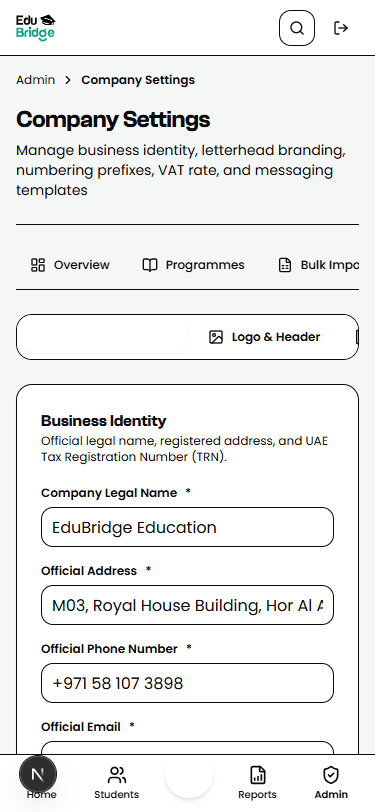 Edu
Bridge
Admin > Company Settings
Company Settings
Manage business identity, letterhead branding,
numbering prefixes, VAT rate, and messaging
templates
Overview Programmes Bulk Impo
Logo & Header
Business Identity
Official legal name, registered address, and UAE
Tax Registration Number (TRN).
Company Legal Name *
EduBridge Education
Official Address *
M03, Royal House Building, Hor Al A
Official Phone Number *
+971 58 107 3898
Official Email *
N
Home Students Reports Admin